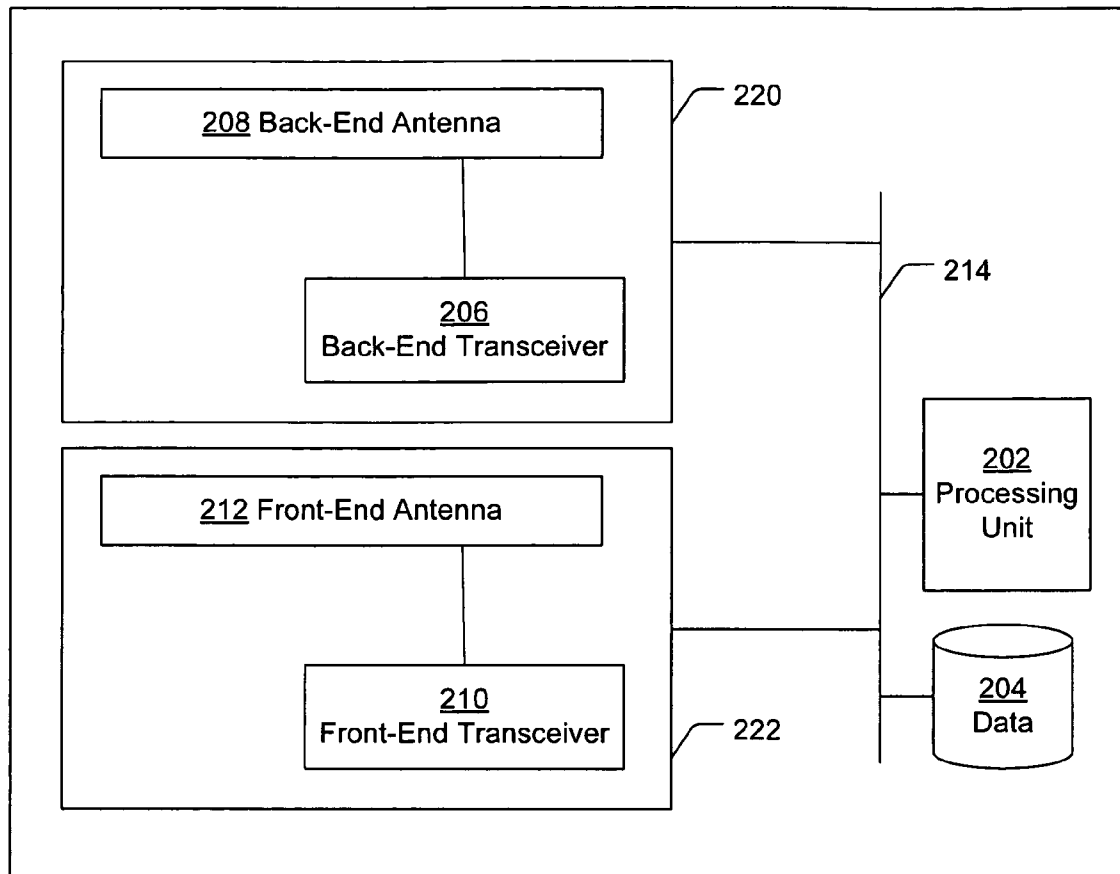 208 Back-End Antenna
220
214
206
Back-End Transceiver
202
Processing
Unit
212 Front-End Antenna
204
Data
210
Front-End Transceiver
222